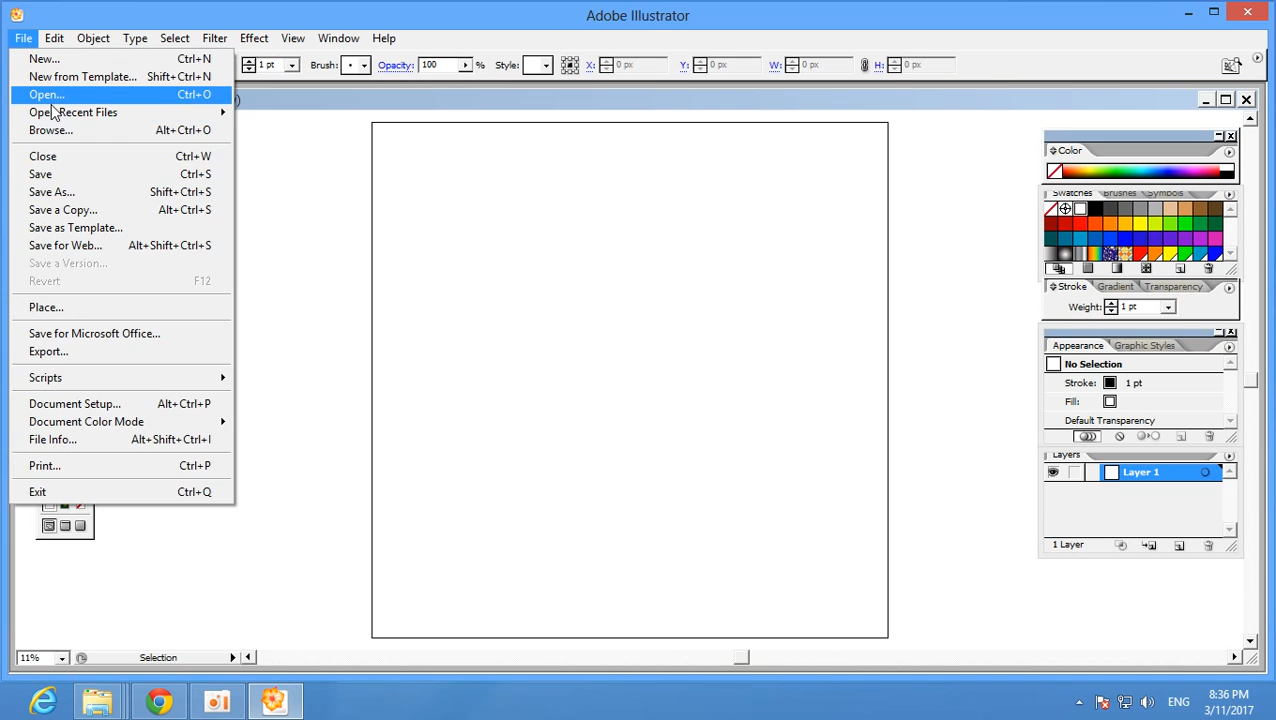 Adobe Illustrator
File Edit Object Type Select Filter Effect View Window Help
New... Ctrl+N
New from Template... Shift+Ctrl+N
Open... Ctrl+O
Open Recent Files
Browse... Alt+Ctrl+O
Close Ctrl+W
Save Ctrl+S
Save As... Shift+Ctrl+S
Save a Copy... Alt+Ctrl+S
Save as Template...
Save for Web... Alt+Shift+Ctrl+S
Save a Version...
Revert F12
Place...
Save for Microsoft Office...
Export...
Scripts
Document Setup... Alt+Ctrl+P
Document Color Mode
File Info... Alt+Shift+Ctrl+I
Print... Ctrl+P
Exit Ctrl+Q
1 pt Brush: Opacity: 100 % Style: X: 0 px Y: 0 px W: 0 px H: 0 px
Color
Swatches Brushes Symbols
Stroke Gradient Transparency
Weight: 1 pt
Appearance Graphic Styles
No Selection
Stroke: 1 pt
Fill:
Default Transparency
Layers
Layer 1
1 Layer
11% Selection
ENG
8:36 PM
3/11/2017